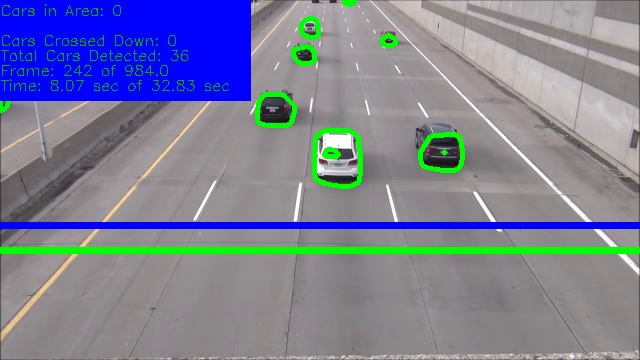 Cars in Area: 0
Cars Crossed Down: 0
Total Cars Detected: 36
Frame: 242 of 984.0
Time: 8.07 sec of 32.83 sec